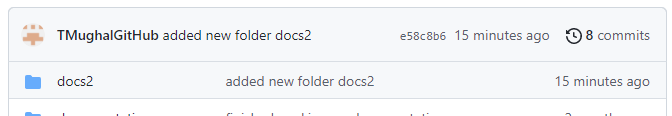 TMughalGitHub added new folder docs2 e58c8b6 15 minutes ago 8 commits
docs2 added new folder docs2 15 minutes ago